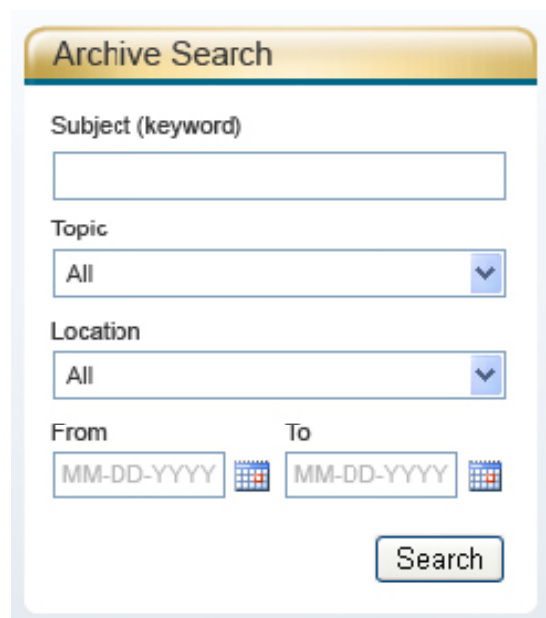 Archive Search
Subject (keyword)
Topic
All
Location
All
From To
MM-DD-YYYY MM-DD-YYYY
Search